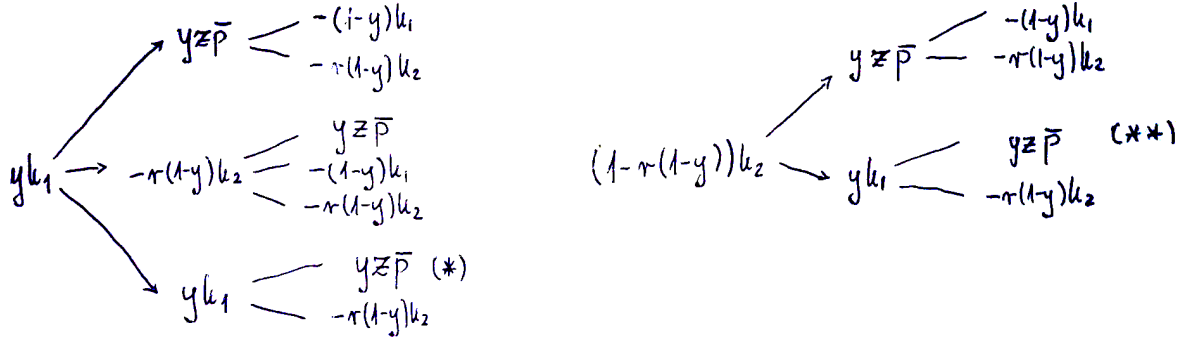 yzp̄
-(1-y)k₁
-r(1-y)k₂
yk₁
-r(1-y)k₂
yzp̄
-(1-y)k₁
-r(1-y)k₂
yk₁
yzp̄ (*)
-r(1-y)k₂
(1-r(1-y))k₂
yzp̄
-(1-y)k₁
-r(1-y)k₂
yk₁
yzp̄ (**)
-r(1-y)k₂